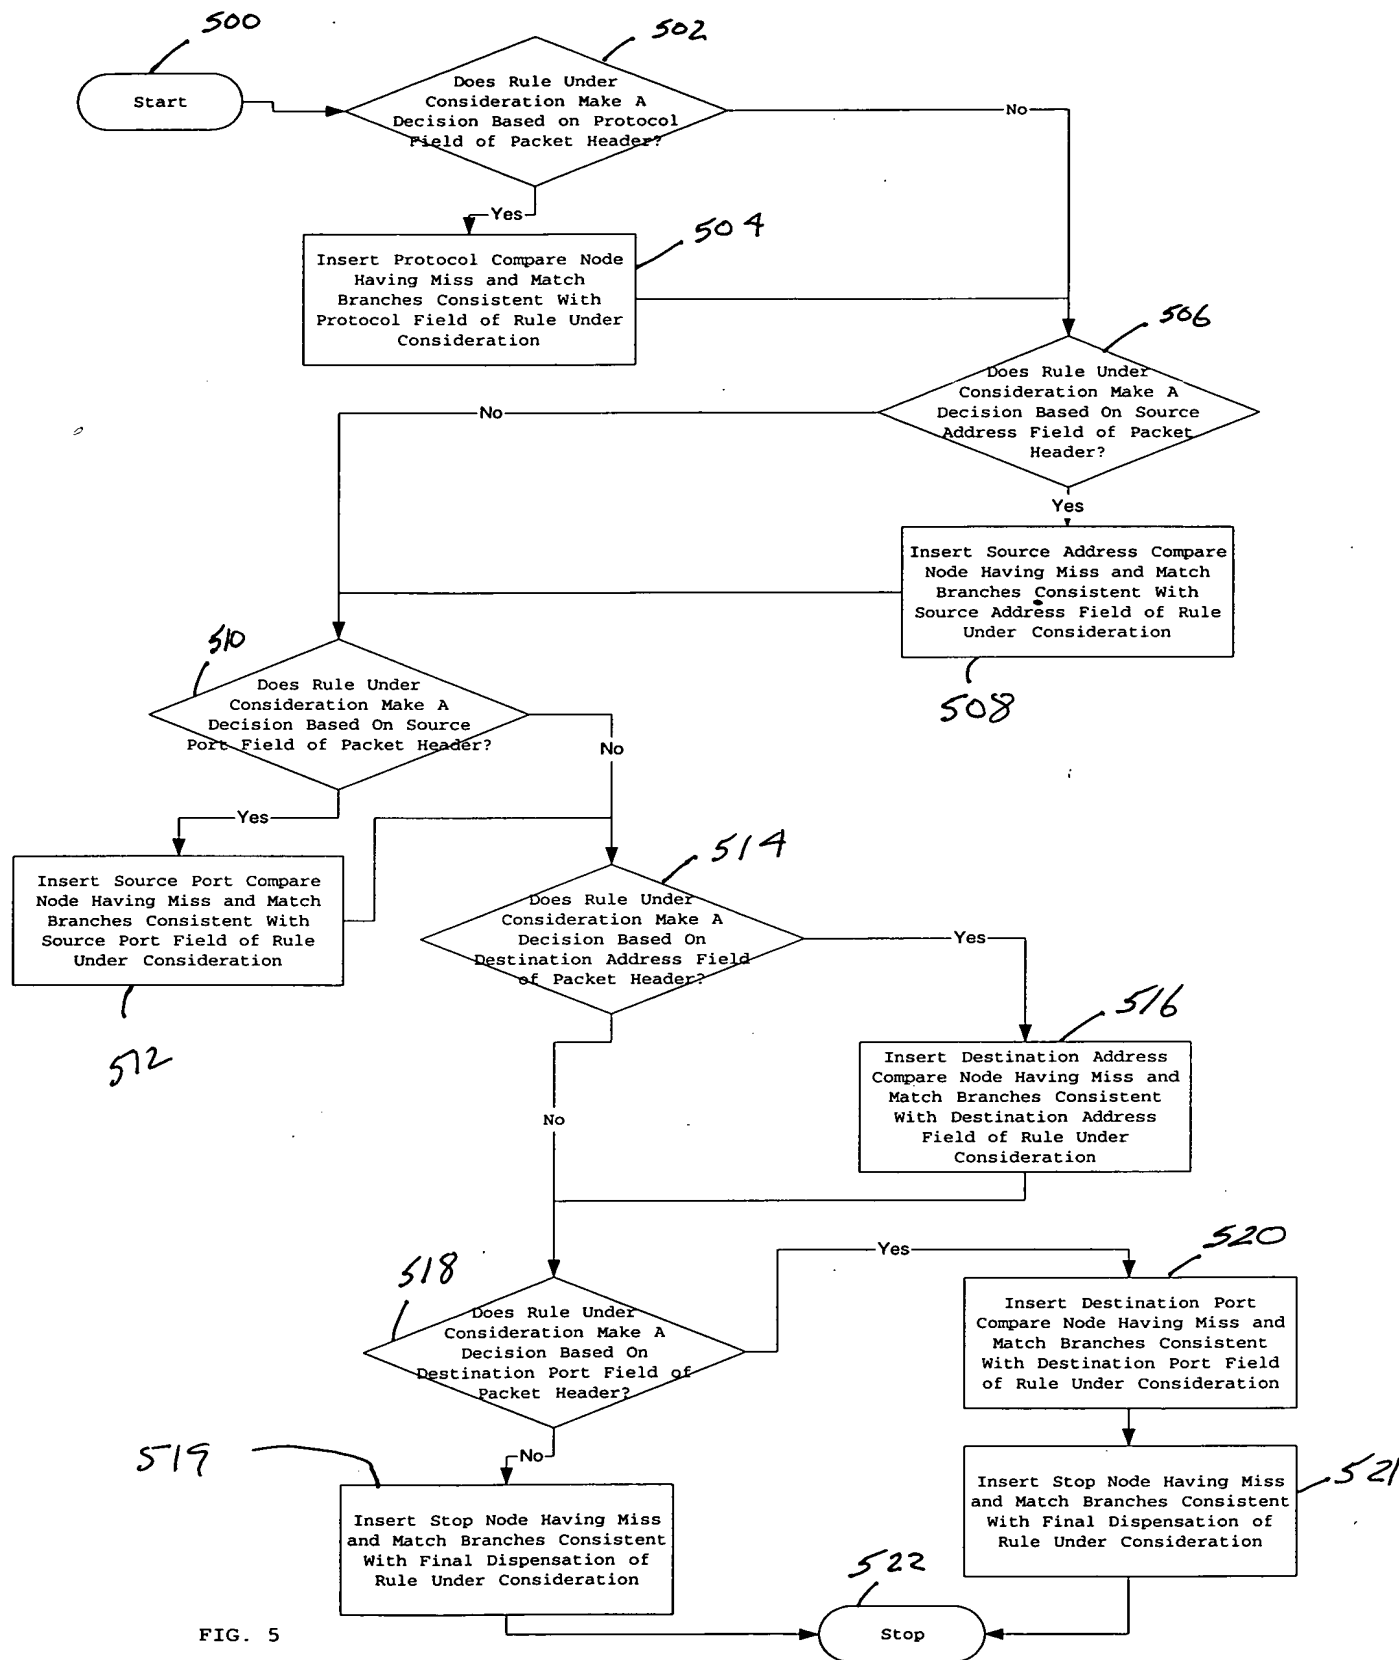 500
Start
502
Does Rule Under
Consideration Make A
Decision Based on Protocol
Field of Packet Header?
No
Yes
504
Insert Protocol Compare Node
Having Miss and Match
Branches Consistent With
Protocol Field of Rule Under
Consideration
506
Does Rule Under
Consideration Make A
Decision Based On Source
Address Field of Packet
Header?
No
Yes
Insert Source Address Compare
Node Having Miss and Match
Branches Consistent With
Source Address Field of Rule
Under Consideration
508
510
Does Rule Under
Consideration Make A
Decision Based On Source
Port Field of Packet Header?
No
Yes
Insert Source Port Compare
Node Having Miss and Match
Branches Consistent With
Source Port Field of Rule
Under Consideration
512
514
Does Rule Under
Consideration Make A
Decision Based On
Destination Address Field
of Packet Header?
Yes
No
516
Insert Destination Address
Compare Node Having Miss and
Match Branches Consistent
With Destination Address
Field of Rule Under
Consideration
518
Does Rule Under
Consideration Make A
Decision Based On
Destination Port Field of
Packet Header?
Yes
No
520
Insert Destination Port
Compare Node Having Miss and
Match Branches Consistent
With Destination Port Field
of Rule Under Consideration
519
Insert Stop Node Having Miss
and Match Branches Consistent
With Final Dispensation of
Rule Under Consideration
521
Insert Stop Node Having Miss
and Match Branches Consistent
With Final Dispensation of
Rule Under Consideration
522
Stop
FIG. 5